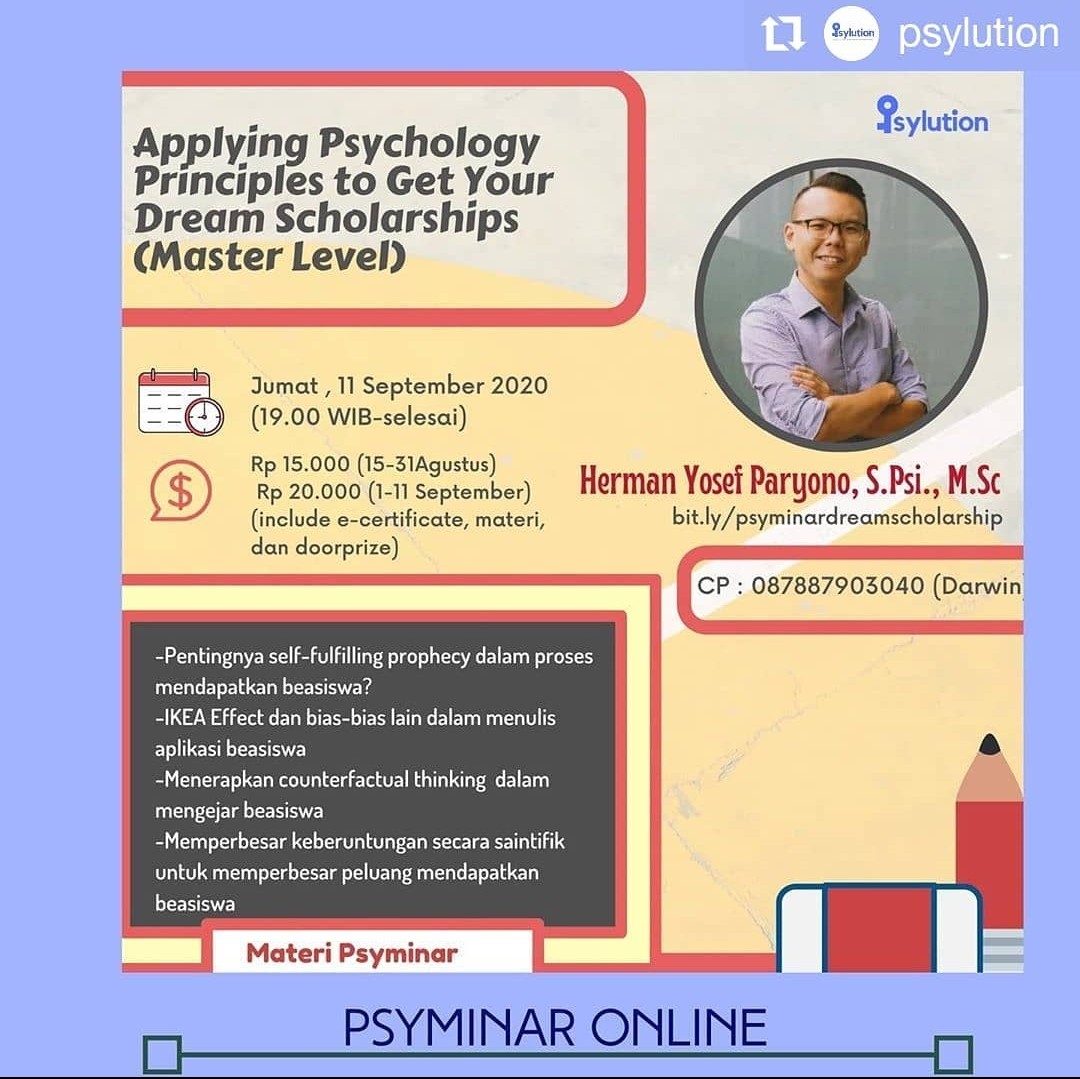 psylution
psylution
Psylution
Applying Psychology
Principles to Get Your
Dream Scholarships
(Master Level)
Jumat , 11 September 2020
(19.00 WIB-selesai)
Rp 15.000 (15-31Agustus)
Rp 20.000 (1-11 September)
(include e-certificate, materi,
dan doorprize)
Herman Yosef Paryono, S.Psi., M.Sc
bit.ly/psyminardreamscholarship
CP : 087887903040 (Darwin)
-Pentingnya self-fulfilling prophecy dalam proses
mendapatkan beasiswa?
-IKEA Effect dan bias-bias lain dalam menulis
aplikasi beasiswa
-Menerapkan counterfactual thinking dalam
mengejar beasiswa
-Memperbesar keberuntungan secara saintifik
untuk memperbesar peluang mendapatkan
beasiswa
Materi Psyminar
PSYMINAR ONLINE